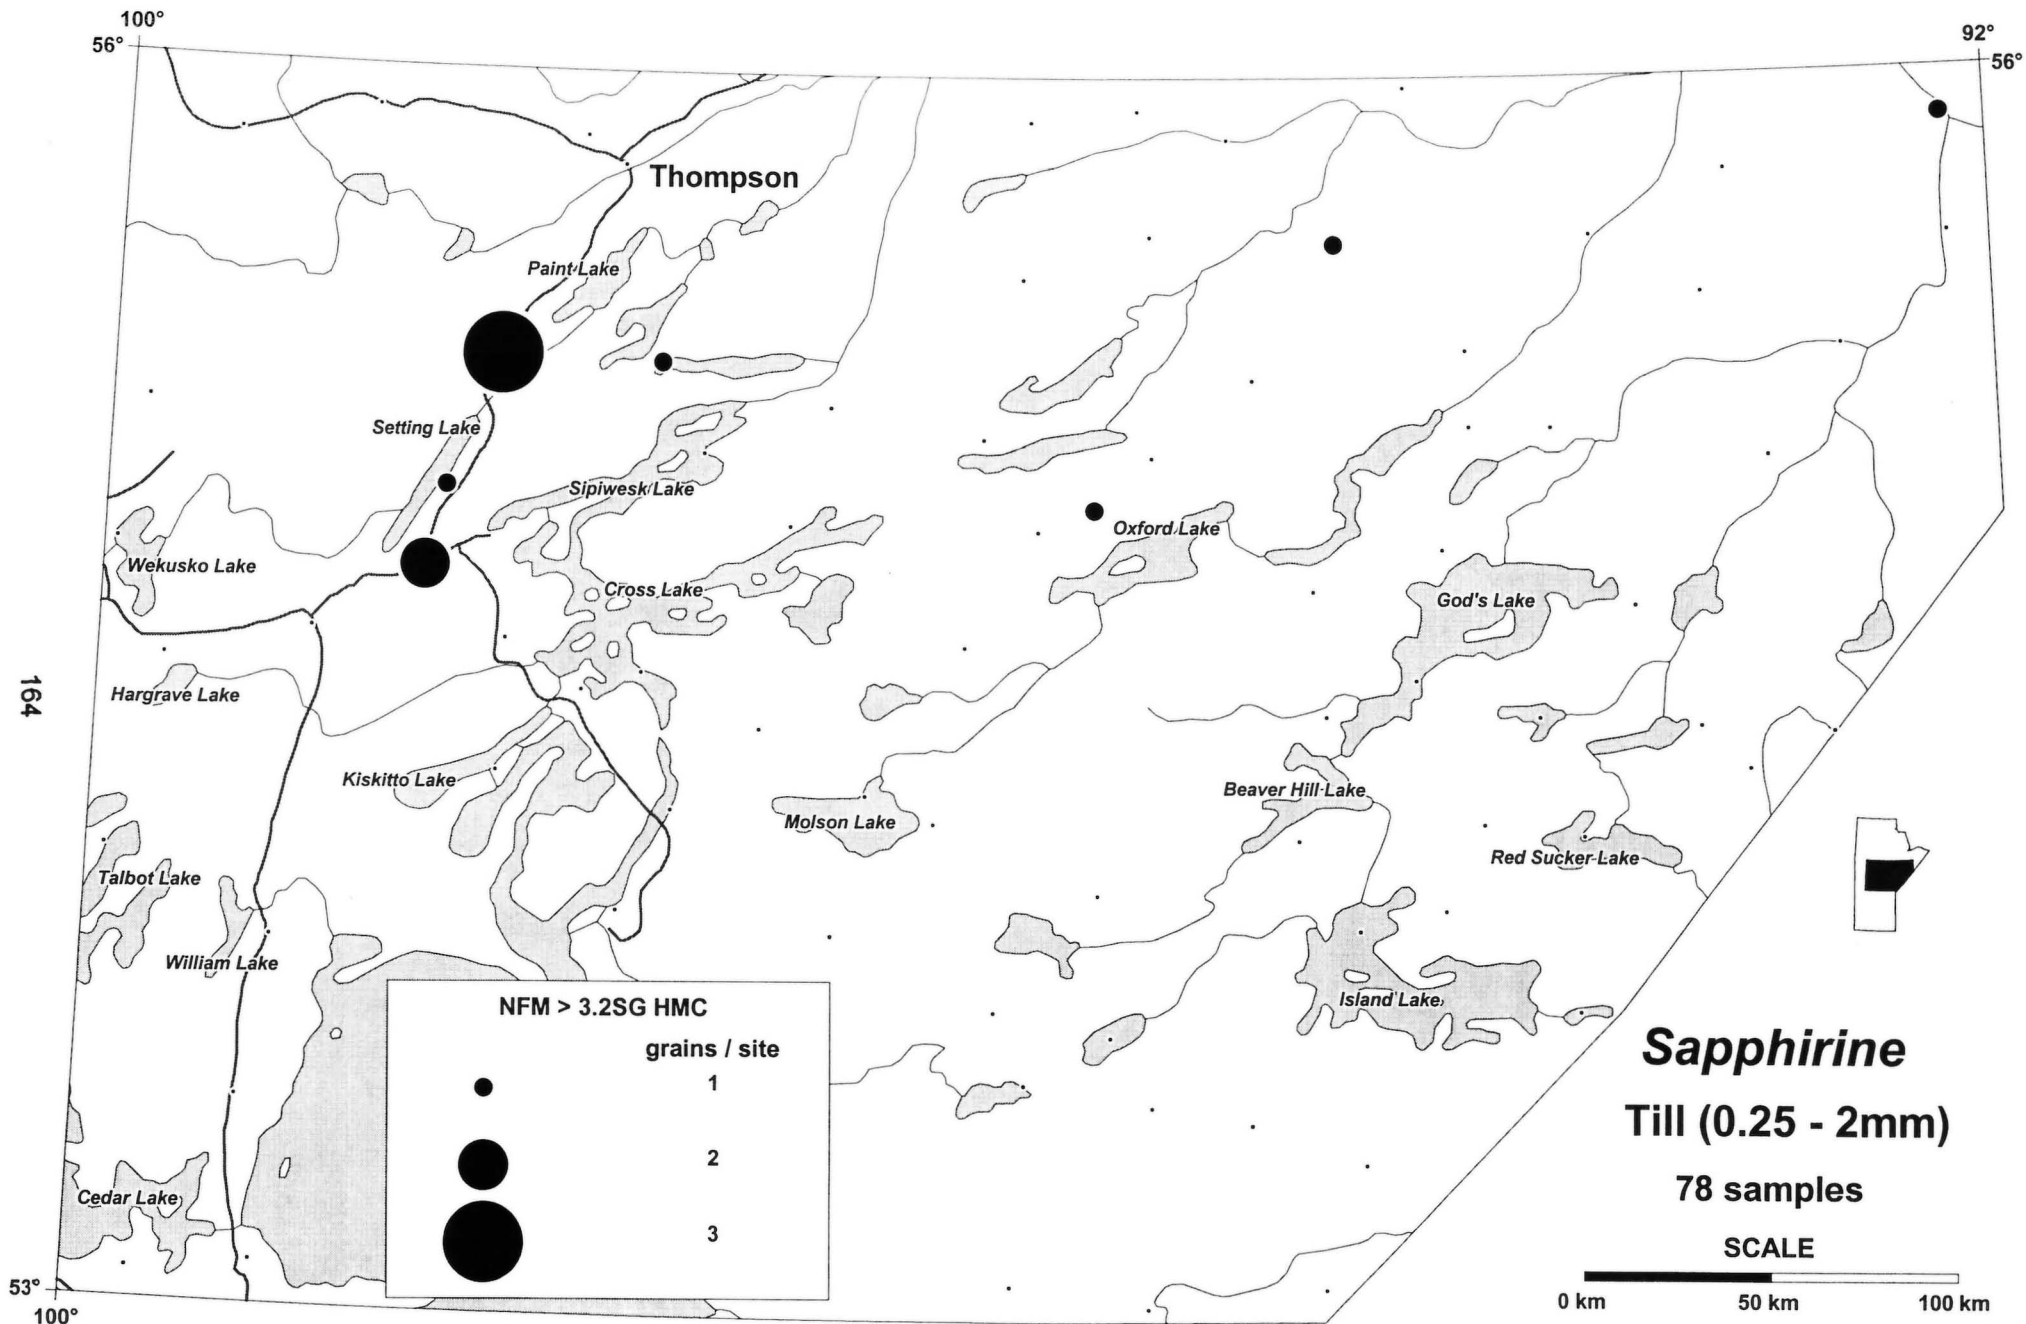 100°
92°
56°
56°
Thompson
Paint Lake
Setting Lake
Sipiwesk Lake
Oxford Lake
Wekusko Lake
Cross Lake
God's Lake
164
Hargrave Lake
Kiskitto Lake
Beaver Hill Lake
Molson Lake
Red Sucker Lake
Talbot Lake
William Lake
Island Lake
NFM > 3.2SG HMC
grains / site
1
2
3
Sapphirine
Till (0.25 - 2mm)
78 samples
SCALE
0 km 50 km 100 km
Cedar Lake
53°
100°